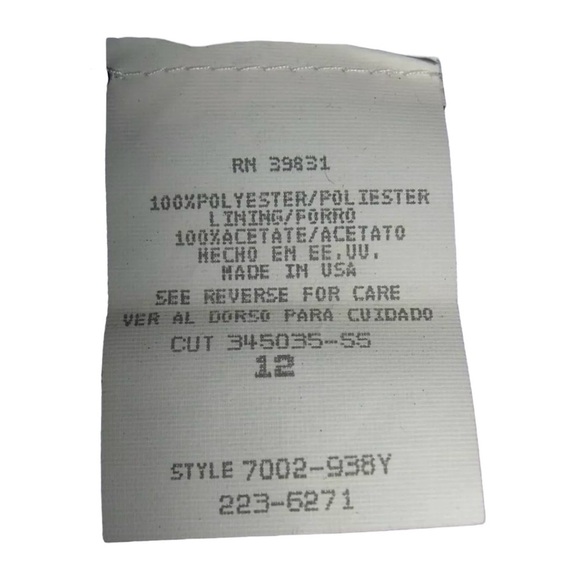 RN 39831
100%POLYESTER/POLIESTER
LINING/FORRO
100%ACETATE/ACETATO
HECHO EN EE.UU.
MADE IN USA
SEE REVERSE FOR CARE
VER AL DORSO PARA CUIDADO
CUT 345035-55
12
STYLE 7002-938Y
223-6271